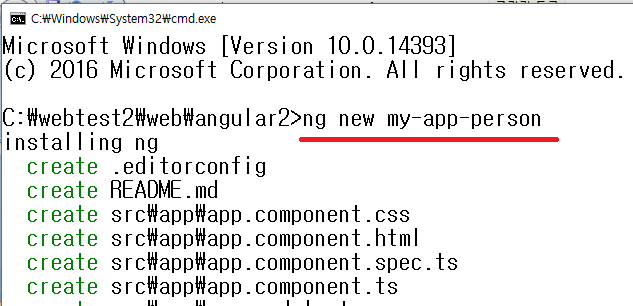 C:₩Windows₩System32₩cmd.exe
Microsoft Windows [Version 10.0.14393]
(c) 2016 Microsoft Corporation. All rights reserved.
C:₩webtest2₩web₩angular2>ng new my-app-person
installing ng
create .editorconfig
create README.md
create src₩app₩app.component.css
create src₩app₩app.component.html
create src₩app₩app.component.spec.ts
create src₩app₩app.component.ts